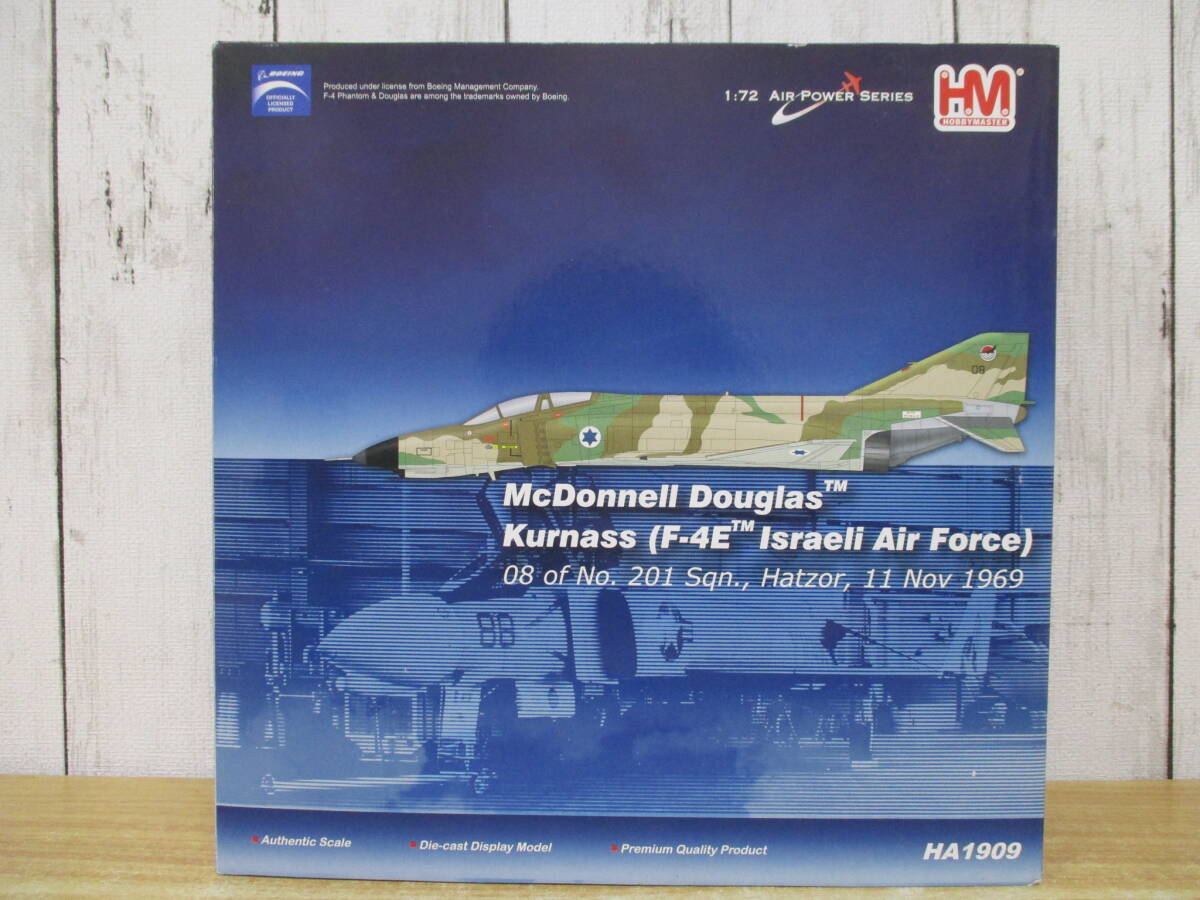 BOEING
OFFICIALLY
LICENSED
PRODUCT
Produced under license from Boeing Management Company.
F-4 Phantom & Douglas are among the trademarks owned by Boeing.
1:72 AIR POWER SERIES
HM
HOBBYMASTER
08
McDonnell Douglas™
Kurnass (F-4E™ Israeli Air Force)
08 of No. 201 Sqn., Hatzor, 11 Nov 1969
88
Authentic Scale
Die-cast Display Model
Premium Quality Product
HA1909